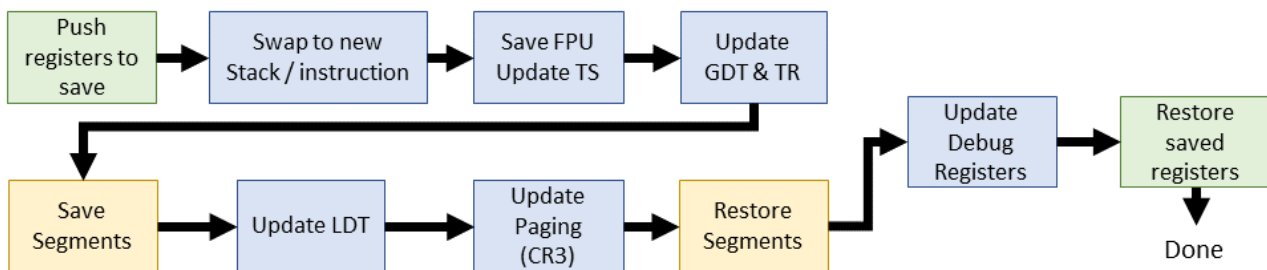 Push
registers to
save
Swap to new
Stack / instruction
Save FPU
Update TS
Update
GDT & TR
Save
Segments
Update LDT
Update
Paging
(CR3)
Restore
Segments
Update
Debug
Registers
Restore
saved
registers
Done